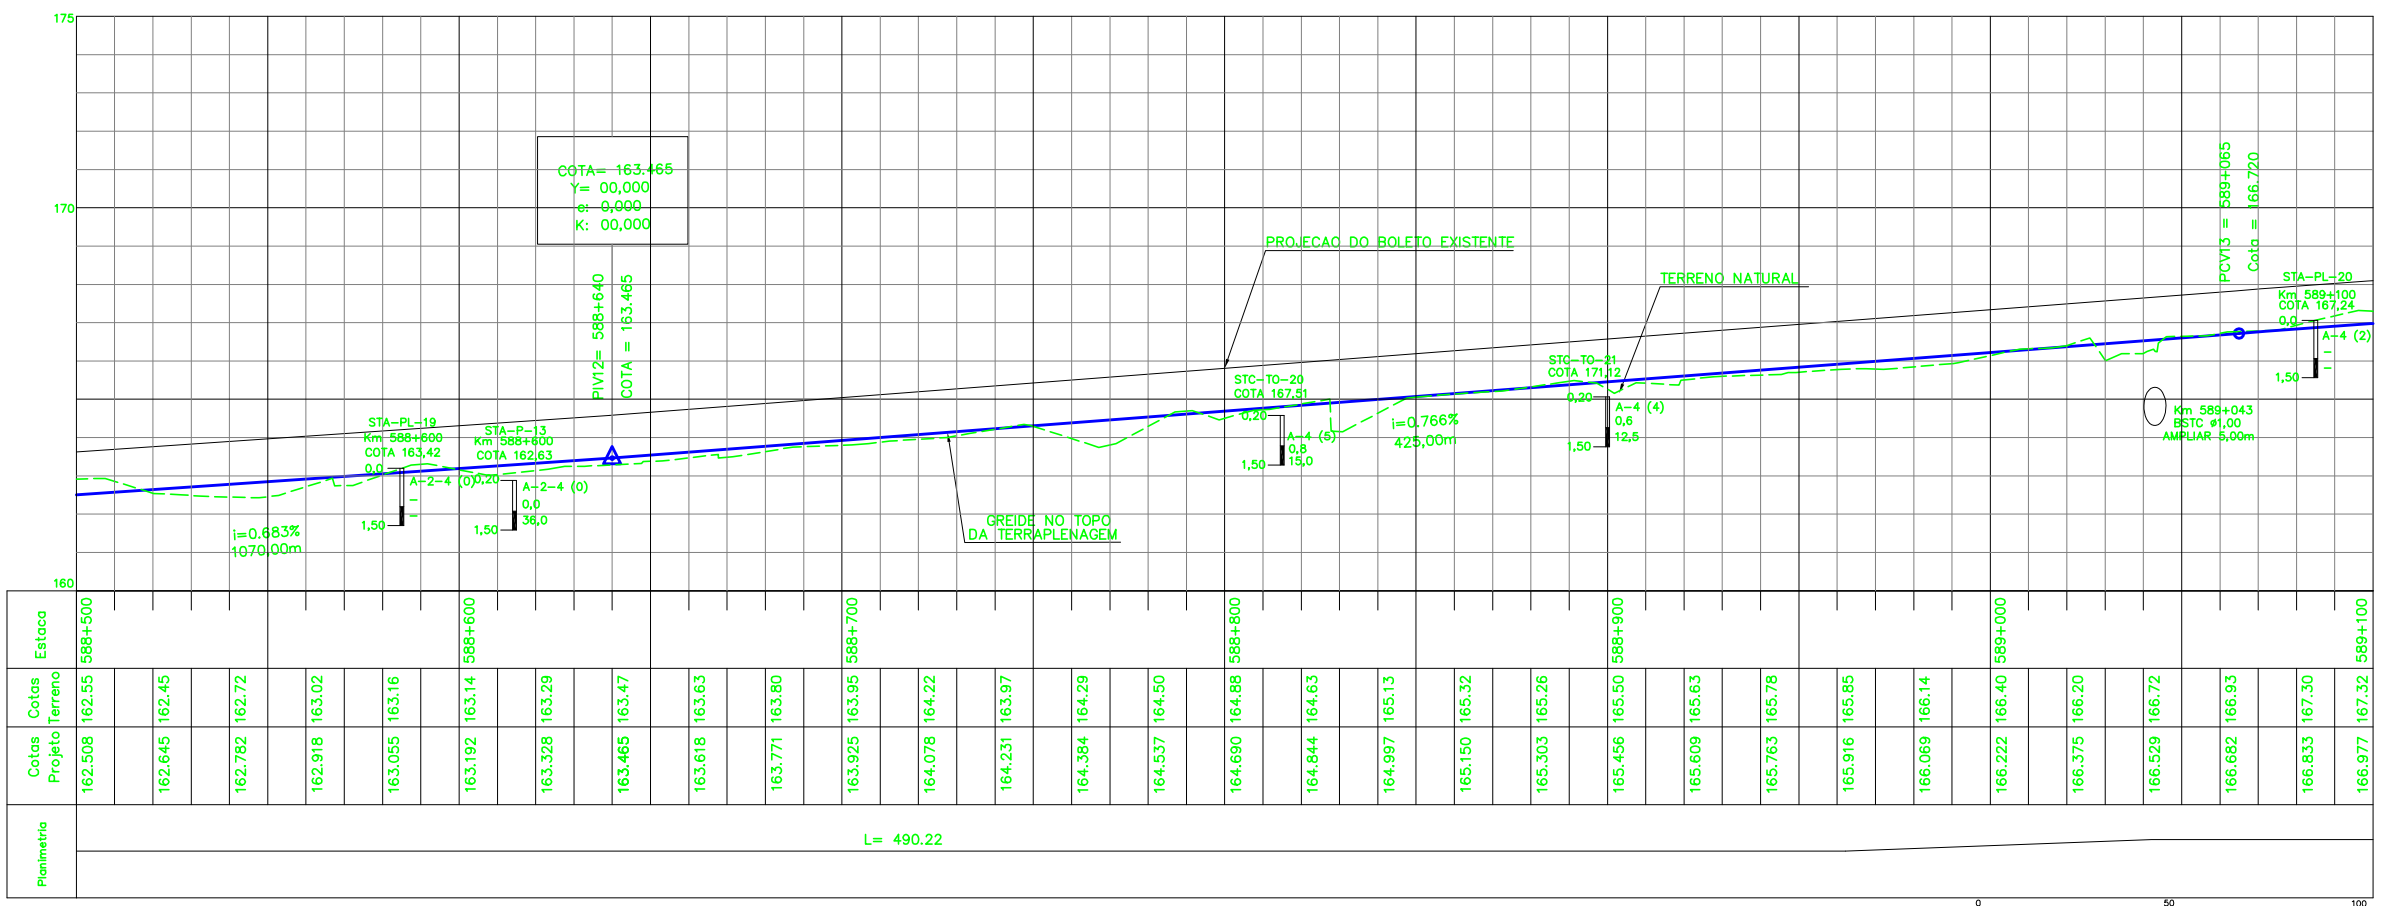 175
170
160
COTA= 163.465
Y= 00,000
e: 0,000
K: 00,000
PIV12= 588+640
COTA = 163.465
PROJECAO DO BOLETO EXISTENTE
TERRENO NATURAL
PCV13 = 589+065
Cota = 166.720
STA-PL-20
Km 589+100
COTA 167,24
0,0
A-4 (2)
-
-
1,50
STC-TO-21
COTA 171,12
0,20
A-4 (4)
0,6
12,5
1,50
STC-TO-20
COTA 167.51
0,20
A-4 (5)
0,8
15,0
1,50
i=0.766%
425,00m
Km 589+043
BSTC ø1,00
AMPLIAR 5,00m
STA-PL-19
Km 588+600
COTA 163,42
0,0
A-2-4 (0)
-
-
1,50
STA-P-13
Km 588+600
COTA 162,63
0,20
A-2-4 (0)
0,0
36,0
1,50
i=0.683%
1070,00m
GREIDE NO TOPO
DA TERRAPLENAGEM
Estaca
588+500
588+600
588+700
588+800
588+900
589+000
589+100
Cotas
Terreno
162.55
162.45
162.72
163.02
163.16
163.14
163.29
163.47
163.63
163.80
163.95
164.22
163.97
164.29
164.50
164.88
164.63
165.13
165.32
165.26
165.50
165.63
165.78
165.85
166.14
166.40
166.20
166.72
166.93
167.30
167.32
Cotas
Projeto
162.508
162.645
162.782
162.918
163.055
163.192
163.328
163.465
163.618
163.771
163.925
164.078
164.231
164.384
164.537
164.690
164.844
164.997
165.150
165.303
165.456
165.609
165.763
165.916
166.069
166.222
166.375
166.529
166.682
166.833
166.977
Planimetria
L= 490.22
0
50
100